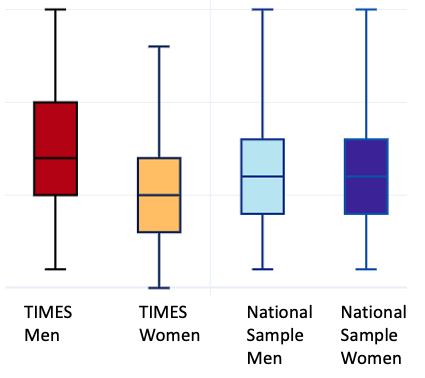 TIMES
Men
TIMES
Women
National
Sample
Men
National
Sample
Women